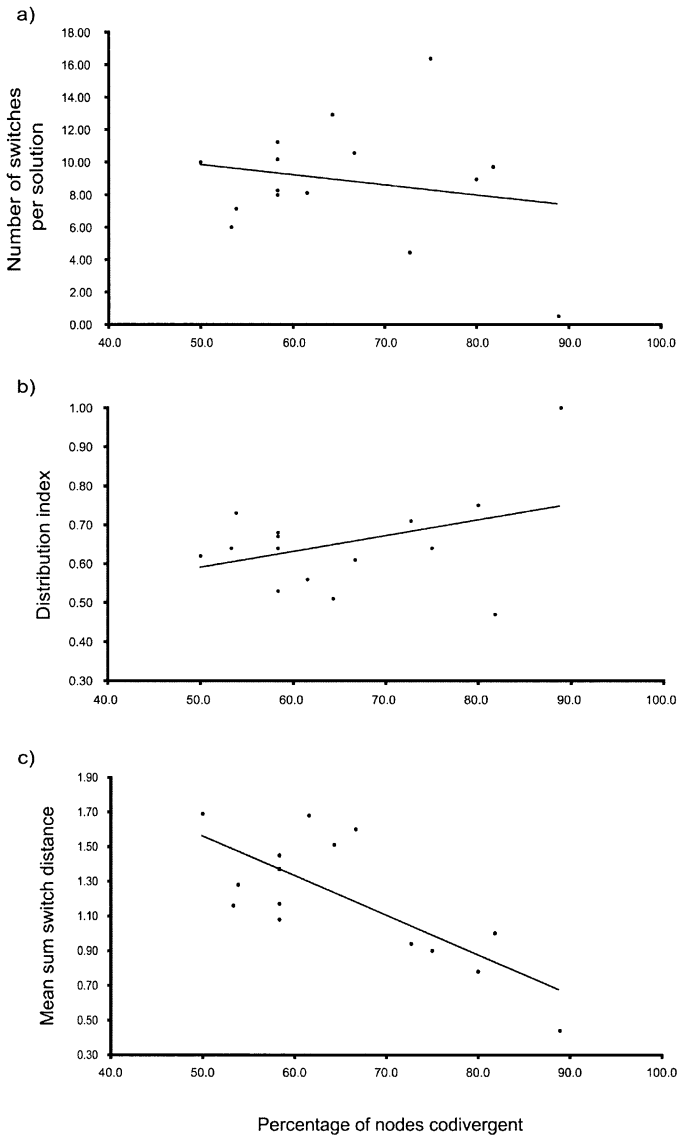 a)
Number of switches
per solution
18.00
16.00
14.00
12.00
10.00
8.00
6.00
4.00
2.00
0.00
40.0 50.0 60.0 70.0 80.0 90.0 100.0
b)
Distribution index
1.00
0.90
0.80
0.70
0.60
0.50
0.40
0.30
40.0 50.0 60.0 70.0 80.0 90.0 100.0
c)
Mean sum switch distance
1.90
1.70
1.50
1.30
1.10
0.90
0.70
0.50
0.30
40.0 50.0 60.0 70.0 80.0 90.0 100.0
Percentage of nodes codivergent